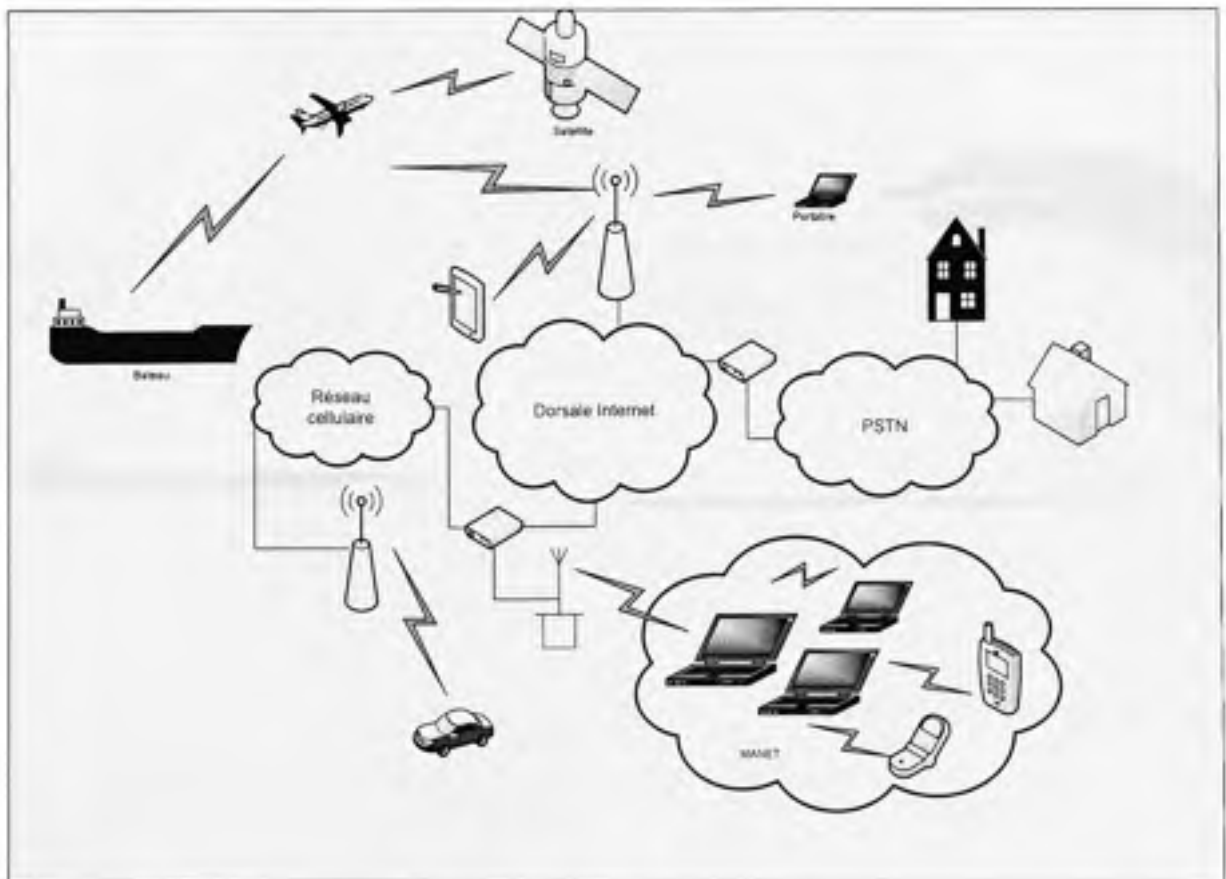 Satellite
Portable
Bateau
Réseau
cellulaire
Dorsale Internet
PSTN
MANET